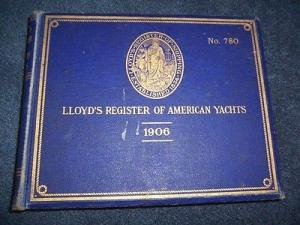 No. 780
LLOYD'S REGISTER OF AMERICAN YACHTS
1906